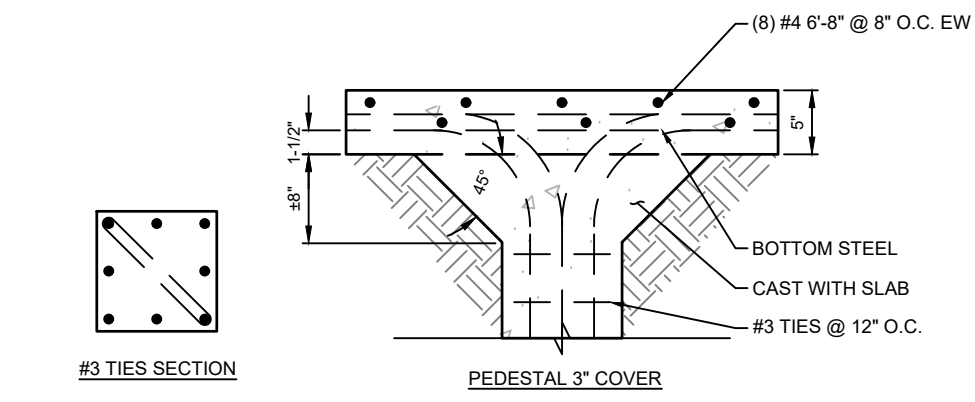 (8) #4 6'-8" @ 8" O.C. EW
5"
1-1/2"
±8"
45°
BOTTOM STEEL
CAST WITH SLAB
#3 TIES @ 12" O.C.
#3 TIES SECTION
PEDESTAL 3" COVER